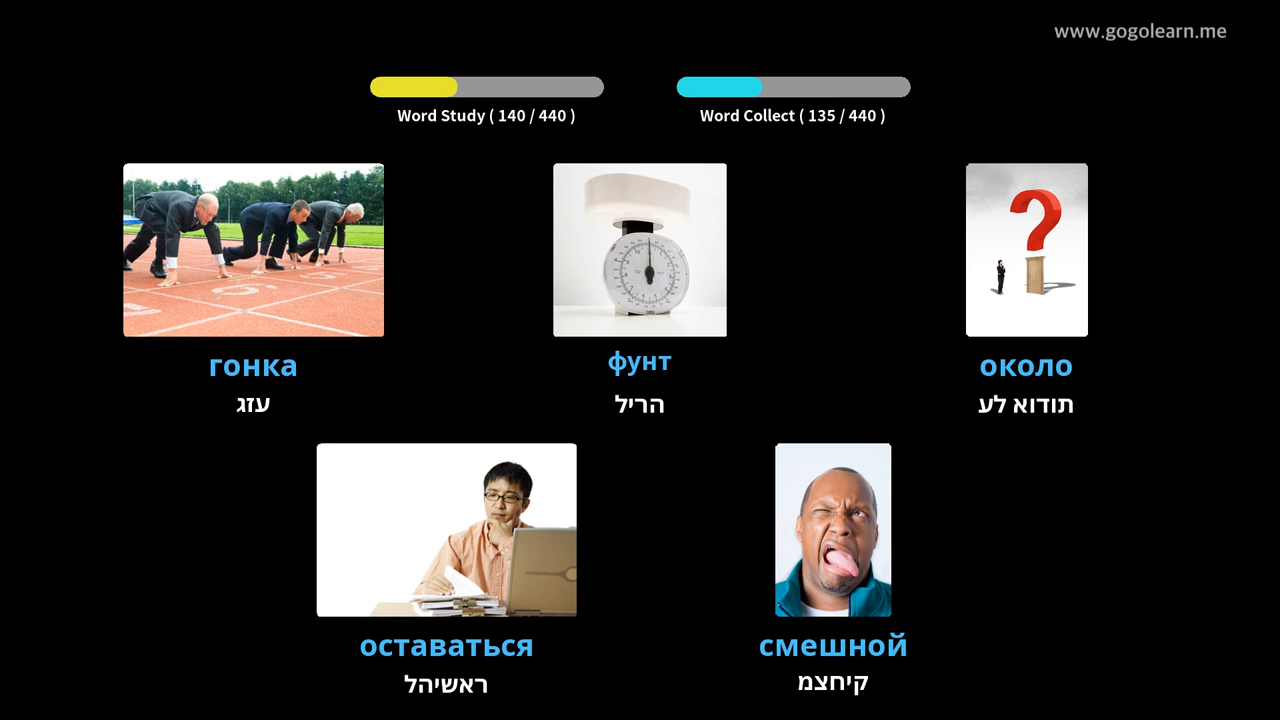 www.gogolearn.me
Word Study ( 140 / 440 )
Word Collect ( 135 / 440 )
гонка
עזג
фунт
הריל
около
תודוא לע
оставаться
ראשיהל
смешной
קיחצמ